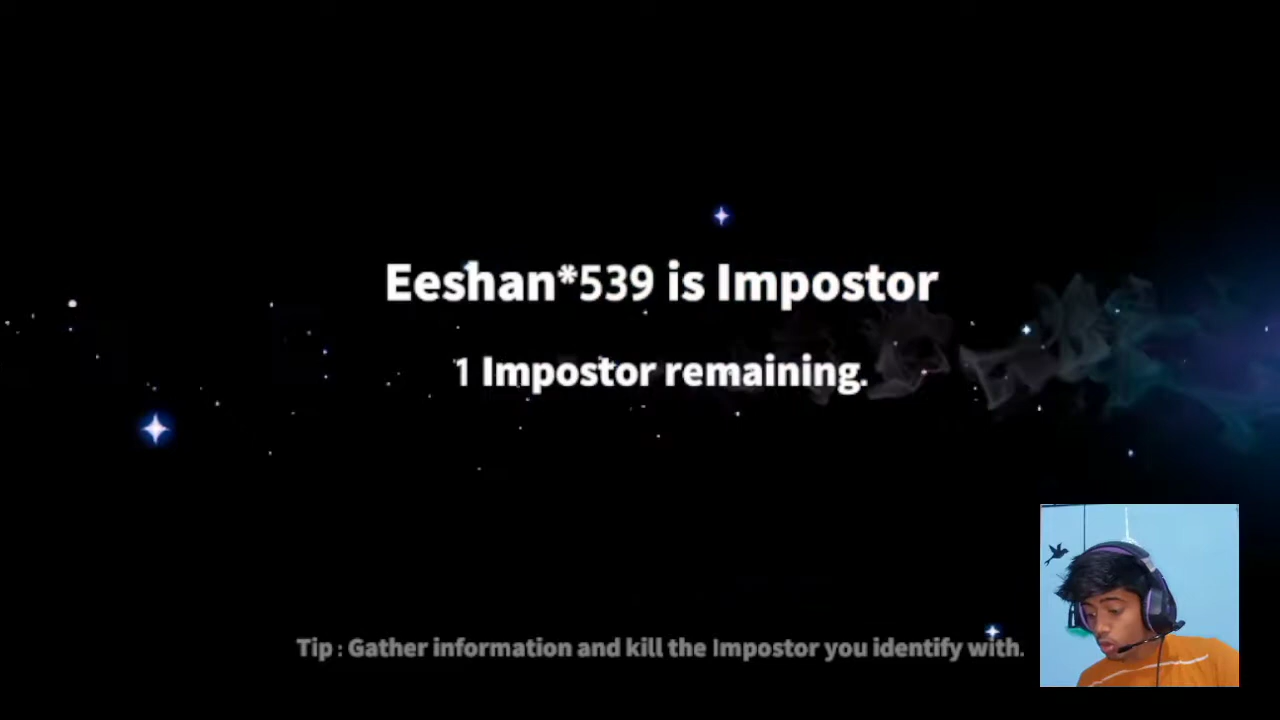 Eeshan*539 is Impostor
1 Impostor remaining.
Tip : Gather information and kill the Impostor you identify with.